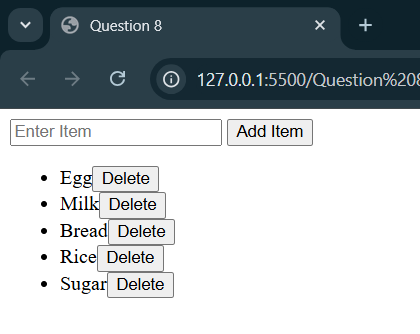 Question 8
127.0.0.1:5500/Question%208
Enter Item Add Item
Egg Delete
Milk Delete
Bread Delete
Rice Delete
Sugar Delete